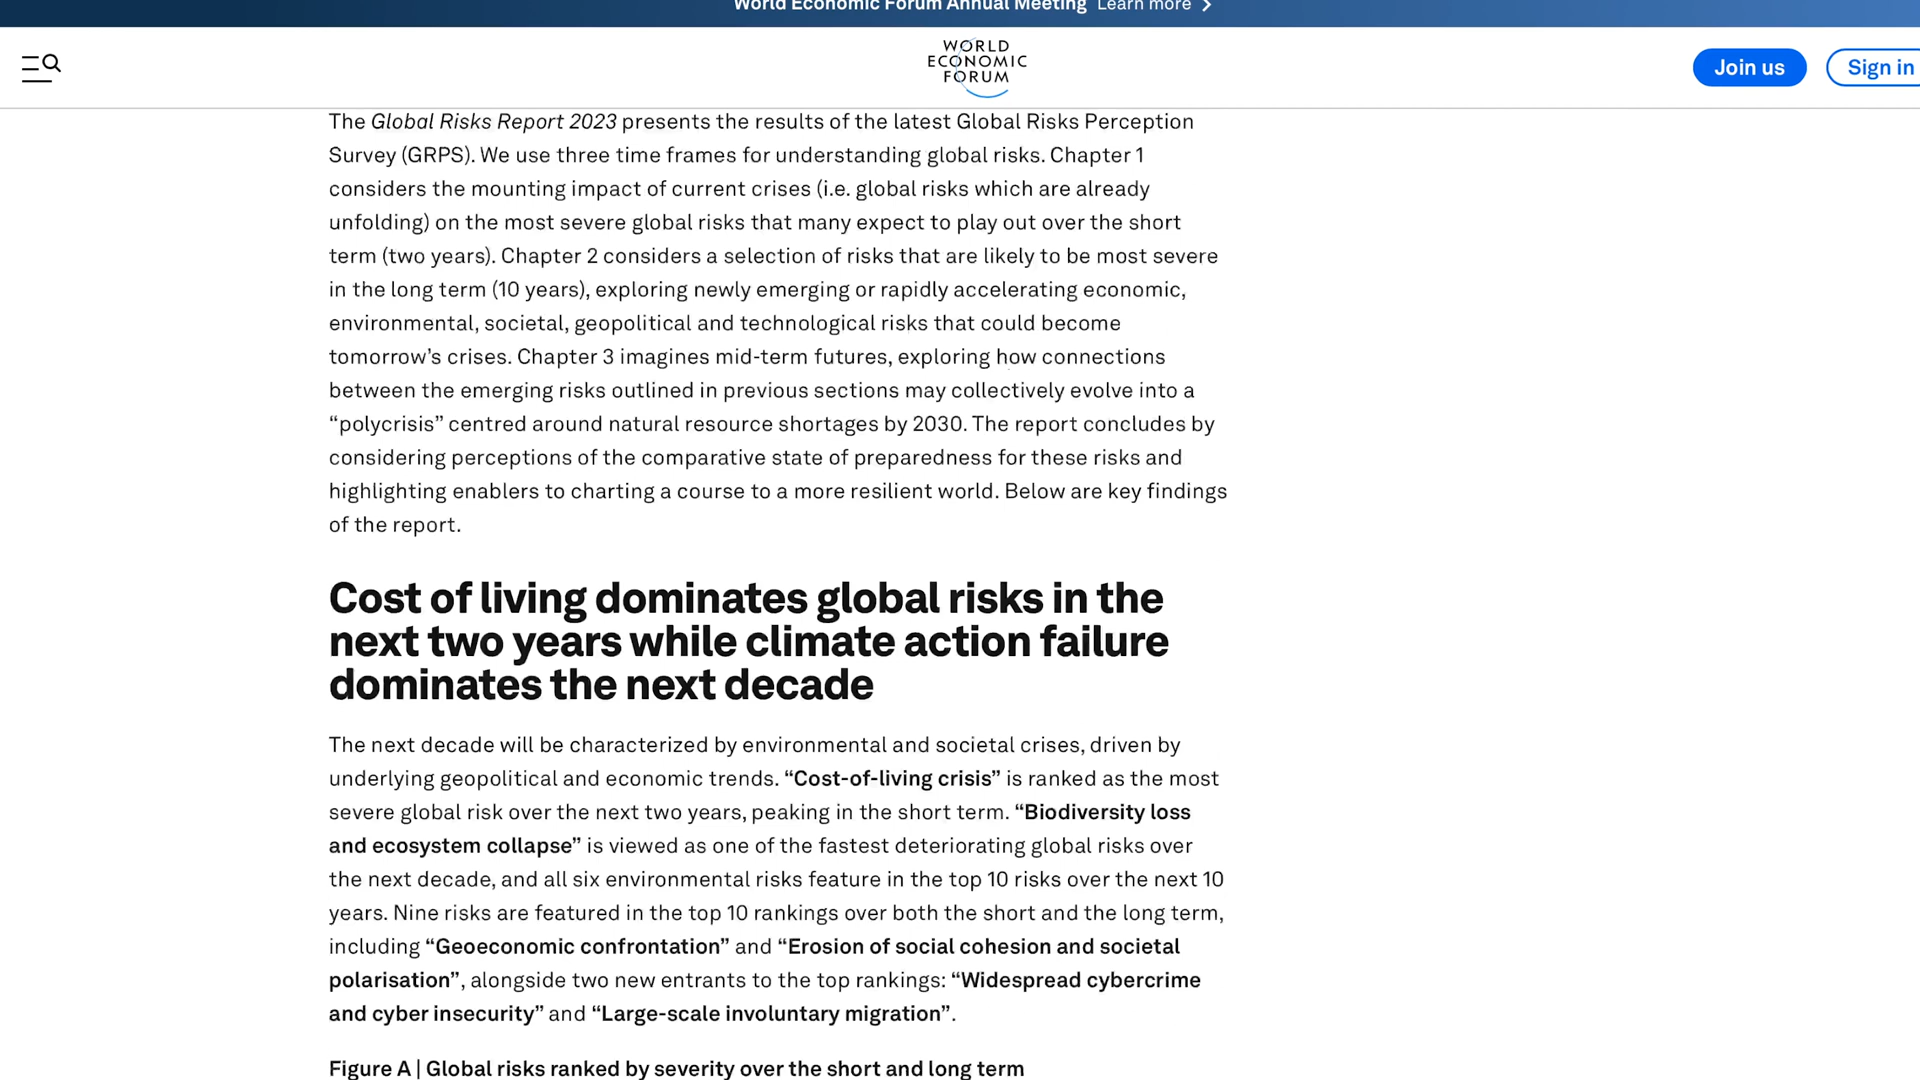 World Economic Forum Annual Meeting Learn more
WORLD
ECONOMIC
FORUM
Join us
Sign in
The Global Risks Report 2023 presents the results of the latest Global Risks Perception
Survey (GRPS). We use three time frames for understanding global risks. Chapter 1
considers the mounting impact of current crises (i.e. global risks which are already
unfolding) on the most severe global risks that many expect to play out over the short
term (two years). Chapter 2 considers a selection of risks that are likely to be most severe
in the long term (10 years), exploring newly emerging or rapidly accelerating economic,
environmental, societal, geopolitical and technological risks that could become
tomorrow’s crises. Chapter 3 imagines mid-term futures, exploring how connections
between the emerging risks outlined in previous sections may collectively evolve into a
“polycrisis” centred around natural resource shortages by 2030. The report concludes by
considering perceptions of the comparative state of preparedness for these risks and
highlighting enablers to charting a course to a more resilient world. Below are key findings
of the report.
Cost of living dominates global risks in the
next two years while climate action failure
dominates the next decade
The next decade will be characterized by environmental and societal crises, driven by
underlying geopolitical and economic trends. “Cost-of-living crisis” is ranked as the most
severe global risk over the next two years, peaking in the short term. “Biodiversity loss
and ecosystem collapse” is viewed as one of the fastest deteriorating global risks over
the next decade, and all six environmental risks feature in the top 10 risks over the next 10
years. Nine risks are featured in the top 10 rankings over both the short and the long term,
including “Geoeconomic confrontation” and “Erosion of social cohesion and societal
polarisation”, alongside two new entrants to the top rankings: “Widespread cybercrime
and cyber insecurity” and “Large-scale involuntary migration”.
Figure A | Global risks ranked by severity over the short and long term